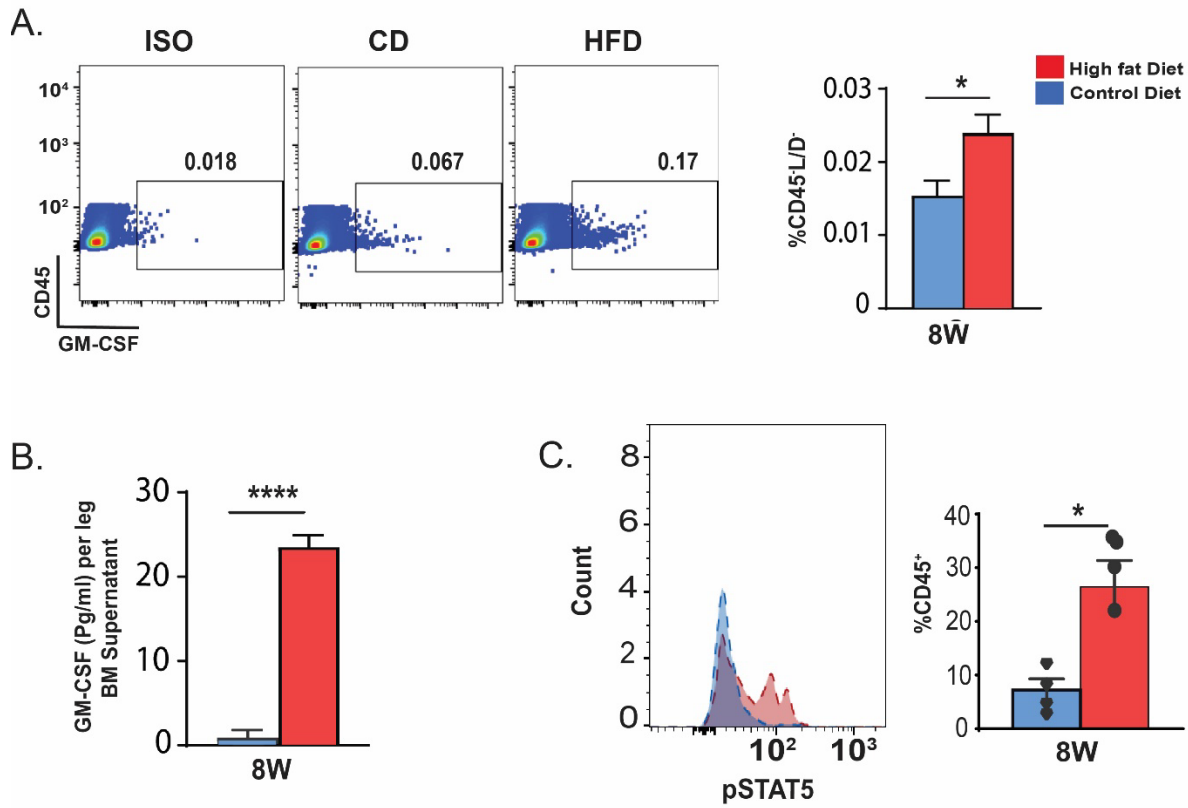 A.
ISO
CD
HFD
10⁴
10³
10²
0.018
0.067
0.17
CD45
GM-CSF
%CD45⁻L/D⁻
0.03
0.02
0.01
0
*
8W
High fat Diet
Control Diet
B.
GM-CSF (Pg/ml) per leg
BM Supernatant
30
20
10
0
****
8W
C.
Count
8
6
4
2
0
10²
10³
pSTAT5
%CD45⁺
40
30
20
10
0
*
8W